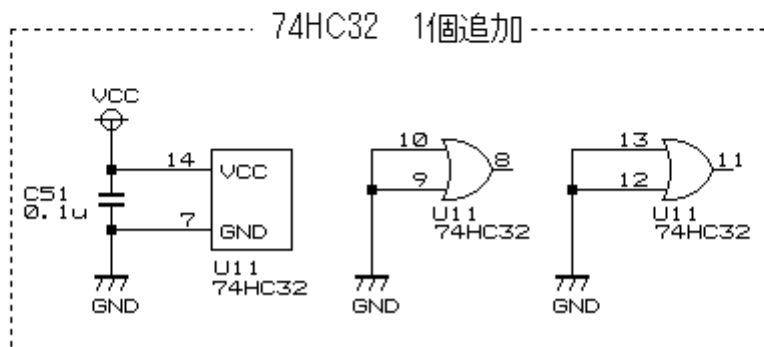 74HC32 1個追加
VCC
14
VCC
C51
0.1u
7
GND
U11
74HC32
GND
10
9
8
U11
74HC32
GND
13
12
11
U11
74HC32
GND